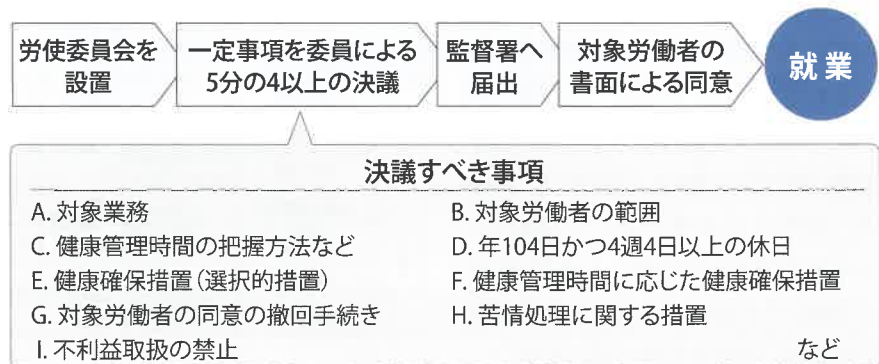 労使委員会を
設置
一定事項を委員による
5分の4以上の決議
監督署へ
届出
対象労働者の
書面による同意
就業
決議すべき事項
A. 対象業務
B. 対象労働者の範囲
C. 健康管理時間の把握方法など
D. 年104日かつ4週4日以上の休日
E. 健康確保措置(選択的措置)
F. 健康管理時間に応じた健康確保措置
G. 対象労働者の同意の撤回手続き
H. 苦情処理に関する措置
I. 不利益取扱の禁止
など